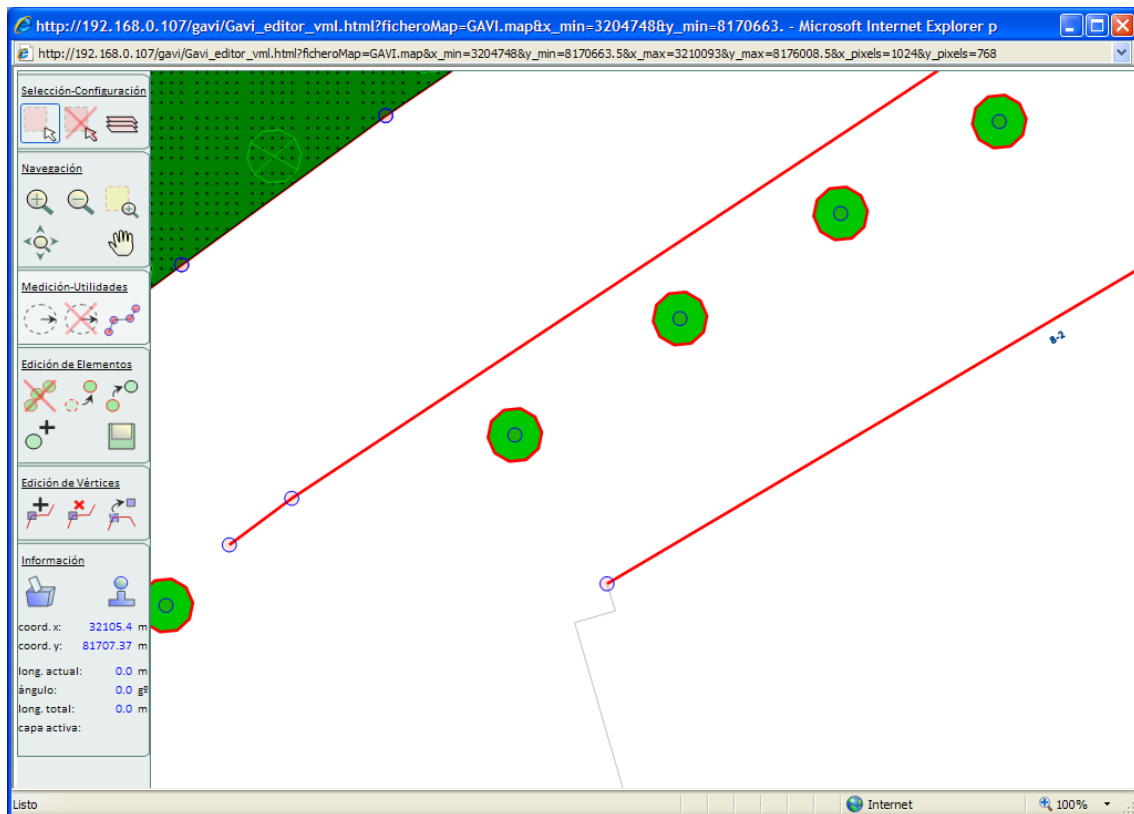 http://192.168.0.107/gavi/Gavi_editor_vml.html?ficheroMap=GAVI.map&x_min=3204748&y_min=8170663. - Microsoft Internet Explorer p
http://192.168.0.107/gavi/Gavi_editor_vml.html?ficheroMap=GAVI.map&x_min=3204748&y_min=8170663.5&x_max=3210093&y_max=8176008.5&x_pixels=1024&y_pixels=768
Selección-Configuración
Navegación
Medición-Utilidades
Edición de Elementos
Edición de Vértices
Información
coord. x: 32105.4 m
coord. y: 81707.37 m
long. actual: 0.0 m
ángulo: 0.0 gº
long. total: 0.0 m
capa activa:
8-2
Listo
Internet
100%